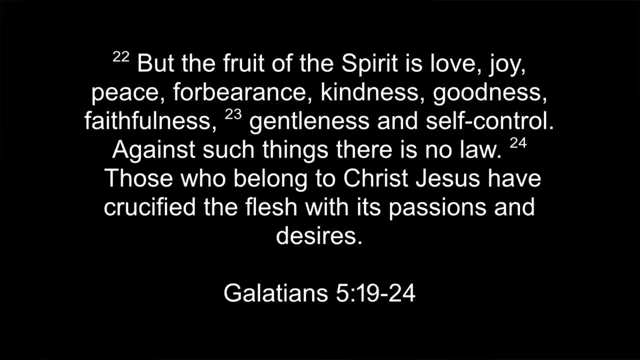 22 But the fruit of the Spirit is love, joy,
peace, forbearance, kindness, goodness,
faithfulness, 23 gentleness and self-control.
Against such things there is no law. 24
Those who belong to Christ Jesus have
crucified the flesh with its passions and
desires.
Galatians 5:19-24